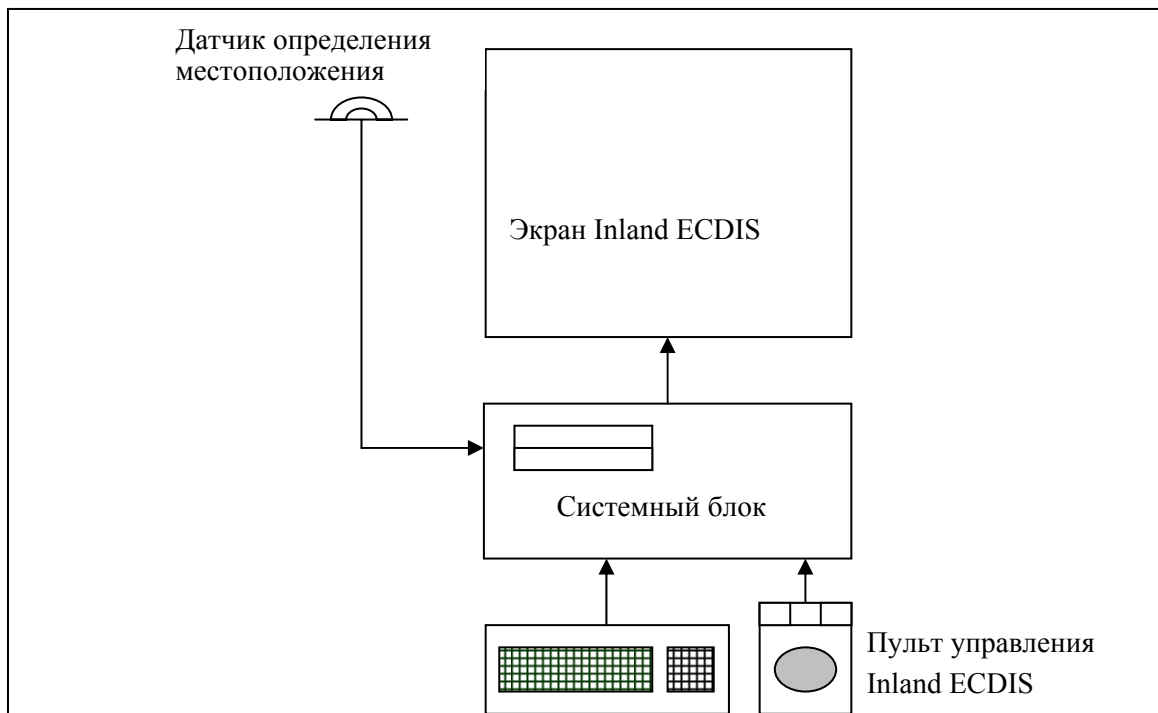 Датчик определения
местоположения
Экран Inland ECDIS
Системный блок
Пульт управления
Inland ECDIS